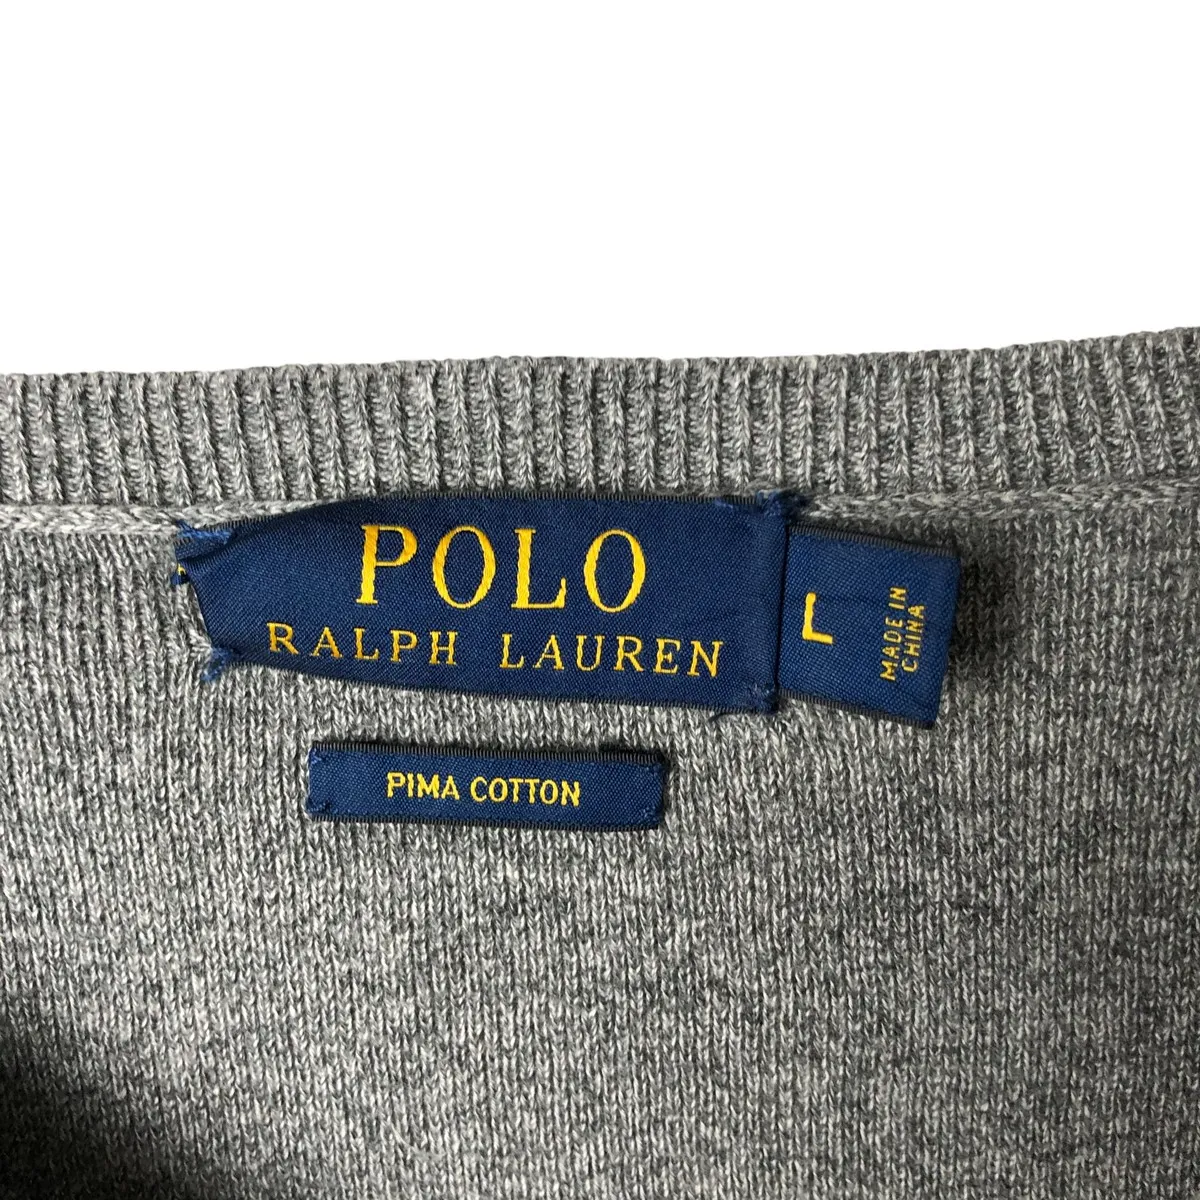 POLO
RALPH LAUREN
L
MADE IN
CHINA
PIMA COTTON